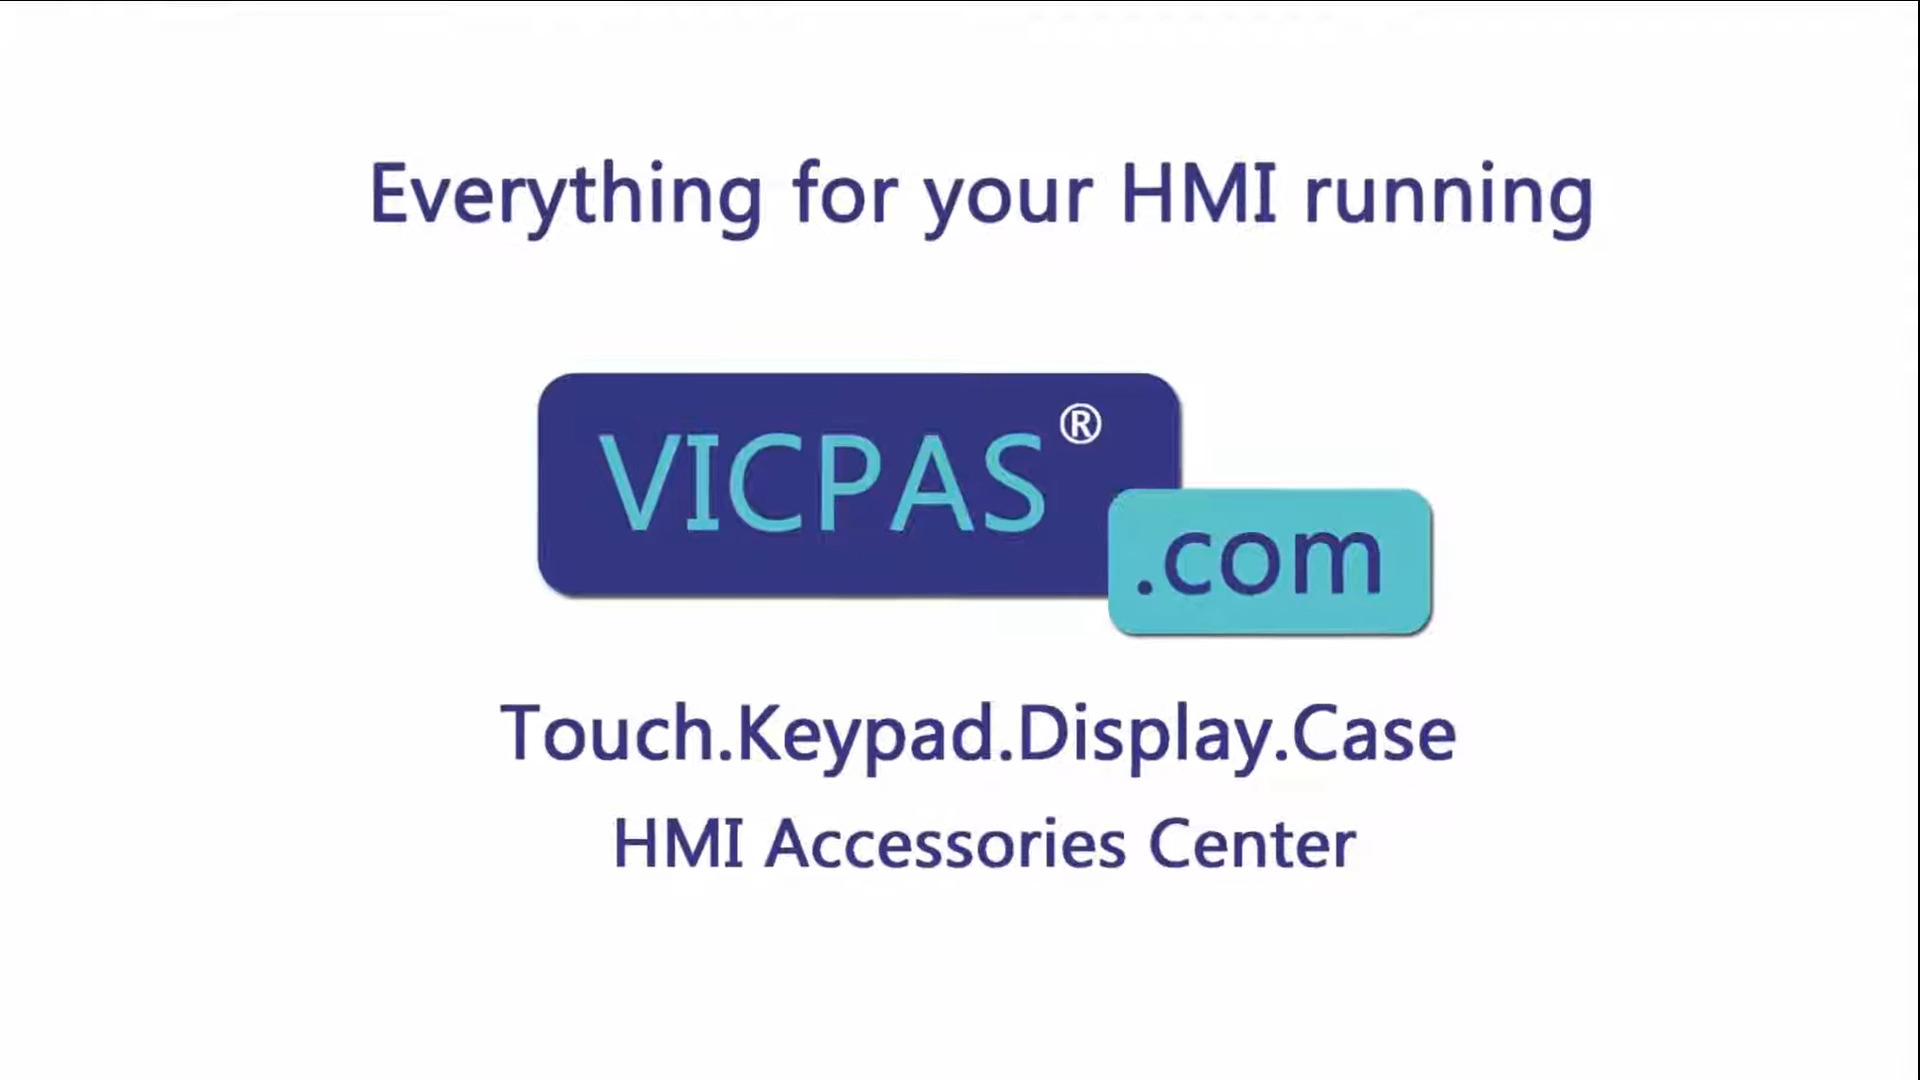 Everything for your HMI running
VICPAS®
.com
Touch.Keypad.Display.Case
HMI Accessories Center